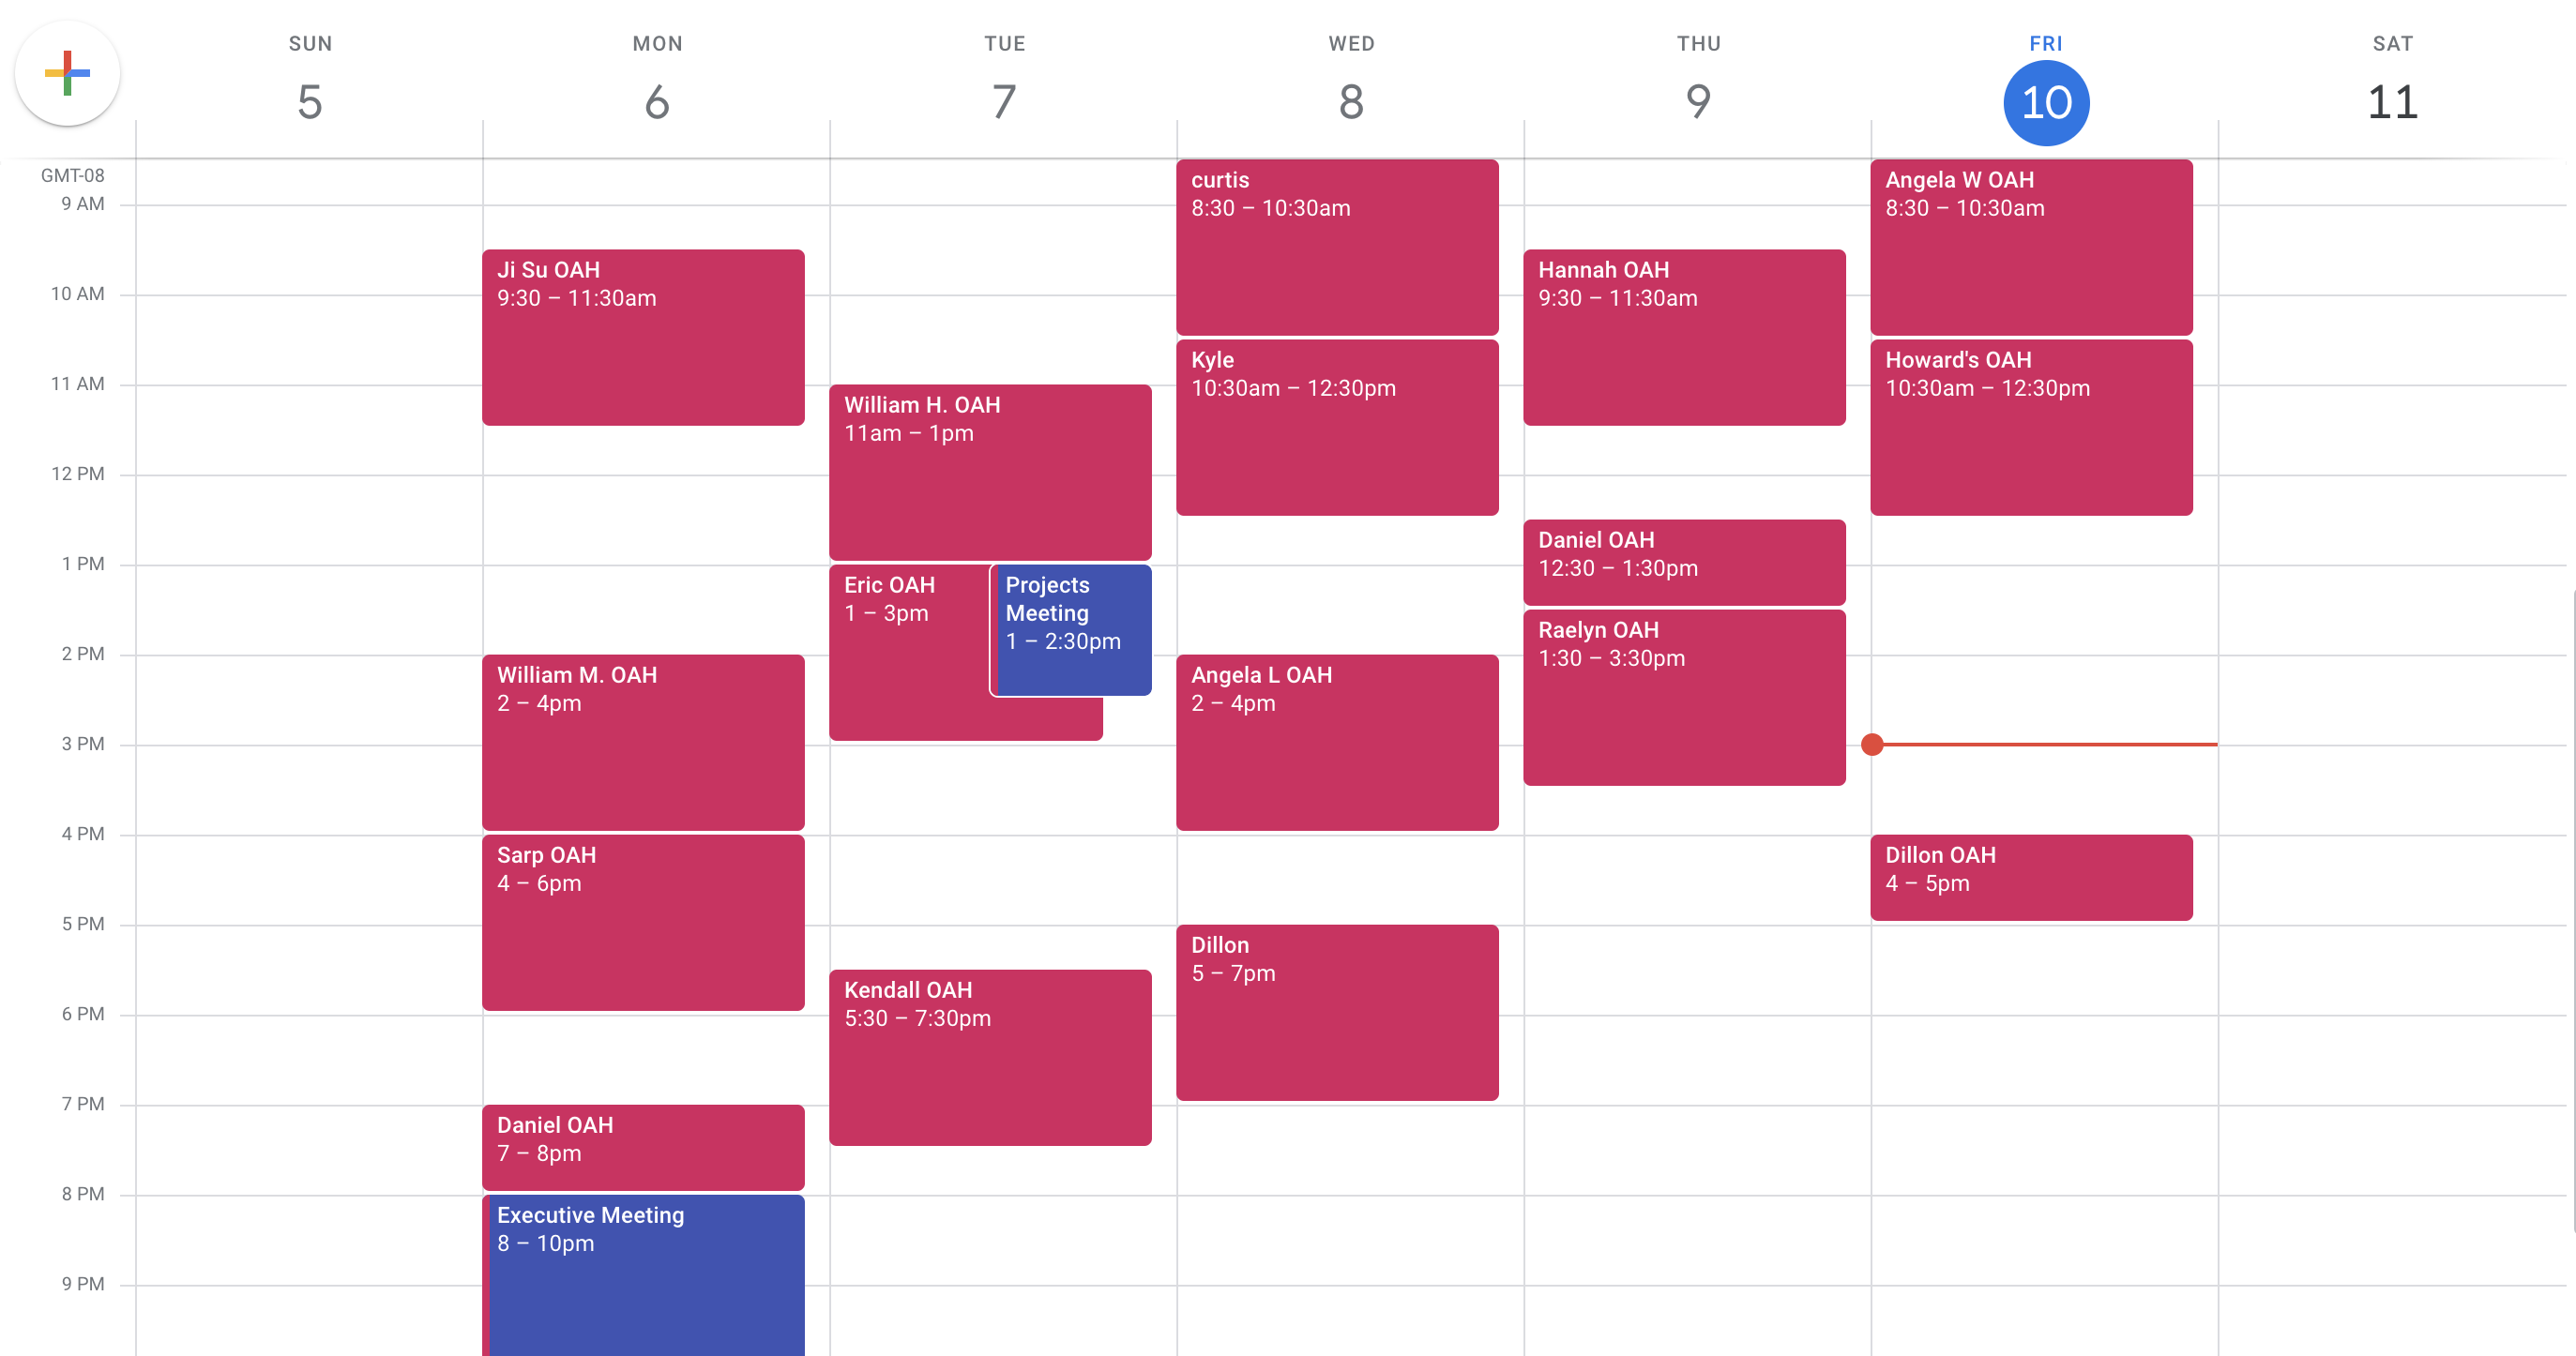 SUN
MON
TUE
WED
THU
FRI
SAT
5
6
7
8
9
10
11
GMT-08
9 AM
10 AM
11 AM
12 PM
1 PM
2 PM
3 PM
4 PM
5 PM
6 PM
7 PM
8 PM
9 PM
Ji Su OAH
9:30 – 11:30am
William M. OAH
2 – 4pm
Sarp OAH
4 – 6pm
Daniel OAH
7 – 8pm
Executive Meeting
8 – 10pm
William H. OAH
11am – 1pm
Eric OAH
1 – 3pm
Projects
Meeting
1 – 2:30pm
Kendall OAH
5:30 – 7:30pm
curtis
8:30 – 10:30am
Kyle
10:30am – 12:30pm
Angela L OAH
2 – 4pm
Dillon
5 – 7pm
Hannah OAH
9:30 – 11:30am
Daniel OAH
12:30 – 1:30pm
Raelyn OAH
1:30 – 3:30pm
Angela W OAH
8:30 – 10:30am
Howard's OAH
10:30am – 12:30pm
Dillon OAH
4 – 5pm